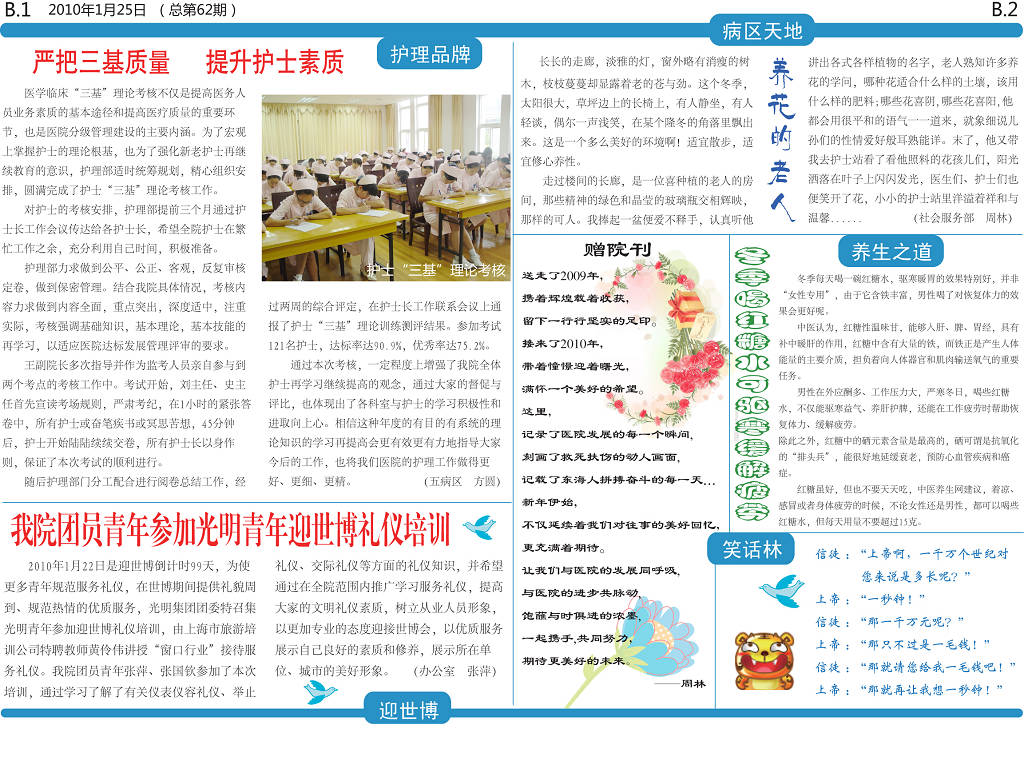 B.1 2010年1月25日 （总第62期）
B.2
护理品牌
严把三基质量 提升护士素质
医学临床“三基”理论考核不仅是提高医务人
员业务素质的基本途径和提高医疗质量的重要环
节，也是医院分级管理建设的主要内涵。为了宏观
上掌握护士的理论根基，也为了强化新老护士再继
续教育的意识，护理部适时统筹规划，精心组织安
排，圆满完成了护士“三基”理论考核工作。
对护士的考核安排，护理部提前三个月通过护
士长工作会议传达给各护士长，希望全院护士在繁
忙工作之余，充分利用自己时间，积极准备。
护理部力求做到公平、公正、客观，反复审核
定卷，做到保密管理。结合我院具体情况，考核内
容力求做到内容全面，重点突出，深度适中，注重
实际，考核强调基础知识，基本理论，基本技能的
再学习，以适应医院达标发展管理评审的要求。
王副院长多次指导并作为监考人员亲自参与到
两个考点的考核工作中。考试开始，刘主任、史主
任首先宣读考场规则，严肃考纪，在1小时的紧张答
卷中，所有护士或奋笔疾书或冥思苦想，45分钟
后，护士开始陆陆续续交卷，所有护士长以身作
则，保证了本次考试的顺利进行。
随后护理部门分工配合进行阅卷总结工作，经
护士“三基”理论考核
过两周的综合评定，在护士长工作联系会议上通
报了护士“三基”理论训练测评结果。参加考试
121名护士，达标率达90.9%，优秀率达75.2%。
通过本次考核，一定程度上增强了我院全体
护士再学习继续提高的观念，通过大家的督促与
评比，也体现出了各科室与护士的学习积极性和
进取向上心。相信这种年度的有目的有系统的理
论知识的学习再提高会更有效更有力地指导大家
今后的工作，也将我们医院的护理工作做得更
好、更细、更精。 （五病区 方圆）
我院团员青年参加光明青年迎世博礼仪培训
2010年1月22日是迎世博倒计时99天，为使
更多青年规范服务礼仪，在世博期间提供礼貌周
到、规范热情的优质服务，光明集团团委特召集
光明青年参加迎世博礼仪培训，由上海市旅游培
训公司特聘教师黄伶伟讲授“窗口行业”接待服
务礼仪。我院团员青年张萍、张国钦参加了本次
培训，通过学习了解了有关仪表仪容礼仪、举止
礼仪、交际礼仪等方面的礼仪知识，并希望
通过在全院范围内推广学习服务礼仪，提高
大家的文明礼仪素质，树立从业人员形象，
以更加专业的态度迎接世博会，以优质服务
展示自己良好的素质和修养，展示所在单
位、城市的美好形象。 （办公室 张萍）
迎世博
病区天地
养花的老人
长长的走廊，淡雅的灯，窗外略有消瘦的树
木，枝枝蔓蔓却显露着老的苍与劲。这个冬季，
太阳很大，草坪边上的长椅上，有人静坐，有人
轻谈，偶尔一声浅笑，在某个隆冬的角落里飘出
来。这是一个多么美好的环境啊！适宜散步，适
宜修心养性。
走过楼间的长廊，是一位喜种植的老人的房
间，那些精神的绿色和晶莹的玻璃瓶交相辉映，
那样的可人。我捧起一盆便爱不释手，认真听他
讲出各式各样植物的名字，老人熟知许多养
花的学问，哪种花适合什么样的土壤，该用
什么样的肥料；哪些花喜阴，哪些花喜阳，他
都会用很平和的语气一一道来，就象细说儿
孙们的性情爱好般耳熟能详。末了，他又带
我去护士站看了看他照料的花孩儿们，阳光
洒落在叶子上闪闪发光，医生们、护士们也
便笑开了花，小小的护士站里洋溢着祥和与
温馨...... （社会服务部 周林）
赠院刊
送走了2009年，
携着辉煌载着收获，
留下一行行坚实的足印。
接来了2010年，
带着憧憬迎着曙光，
满怀一个美好的希望。
这里，
记录了医院发展的每一个瞬间，
刻画了救死扶伤的动人画面，
记载了东海人拼搏奋斗的每一天...
新年伊始，
不仅延续着我们对往事的美好回忆，
更充满着期待。
让我们与医院的发展同呼吸，
与医院的进步共脉动，
饱蘸与时俱进的浓墨，
一起携手，共同努力，
期待更美好的未来。
——周林
养生之道
冬季喝红糖水可驱寒缓解疲劳
冬季每天喝一碗红糖水，驱寒暖胃的效果特别好，并非
“女性专用”，由于它含铁丰富，男性喝了对恢复体力的效
果会更好呢。
中医认为，红糖性温味甘，能够入肝、脾、胃经，具有
补中暖肝的作用，红糖中含有大量的铁，而铁正是产生人体
能量的主要介质，担负着向人体器官和肌肉输送氧气的重要
任务。
男性在外应酬多、工作压力大，严寒冬日，喝些红糖
水，不仅能驱寒益气、养肝护脾，还能在工作疲劳时帮助恢
复体力、缓解疲劳。
除此之外，红糖中的硒元素含量是最高的，硒可谓是抗氧化
的“排头兵”，能很好地延缓衰老，预防心血管疾病和癌
症。
红糖虽好，但也不要天天吃，中医养生网建议，着凉、
感冒或者身体疲劳的时候，不论女性还是男性，都可以喝些
红糖水，但每天用量不要超过15克。
笑话林
信徒：“上帝啊，一千万个世纪对
您来说是多长呢？”
上帝：“一秒钟！”
信徒：“那一千万元呢？”
上帝：“那只不过是一毛钱！”
信徒：“那就请您给我一毛钱吧！”
上帝：“那就再让我想一秒钟！”